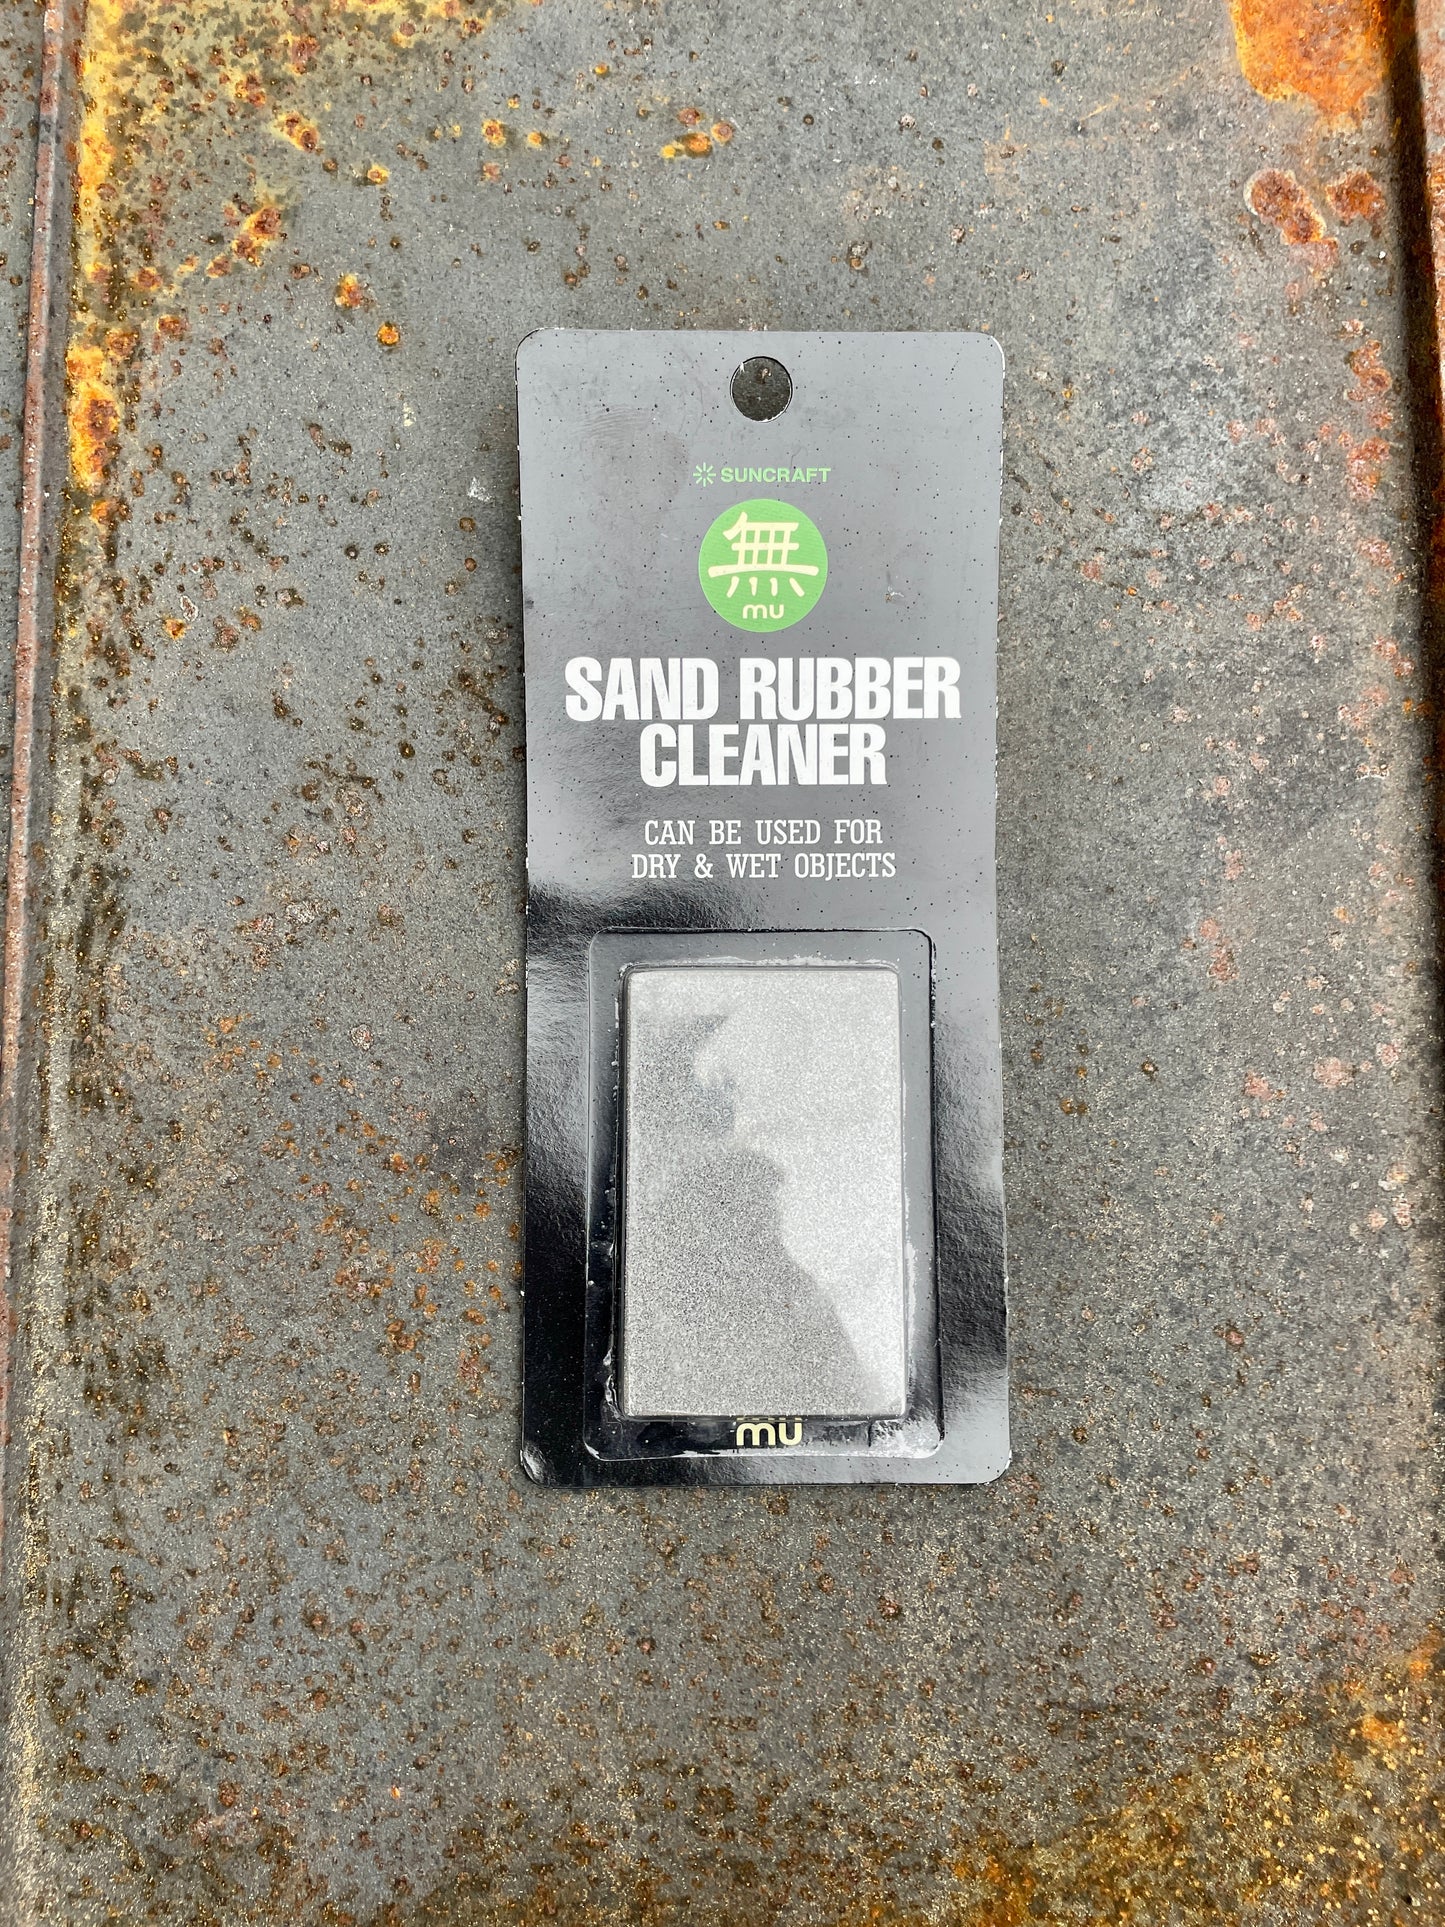 SUNCRAFT
無
mu
SAND RUBBER
CLEANER
CAN BE USED FOR
DRY & WET OBJECTS
mu